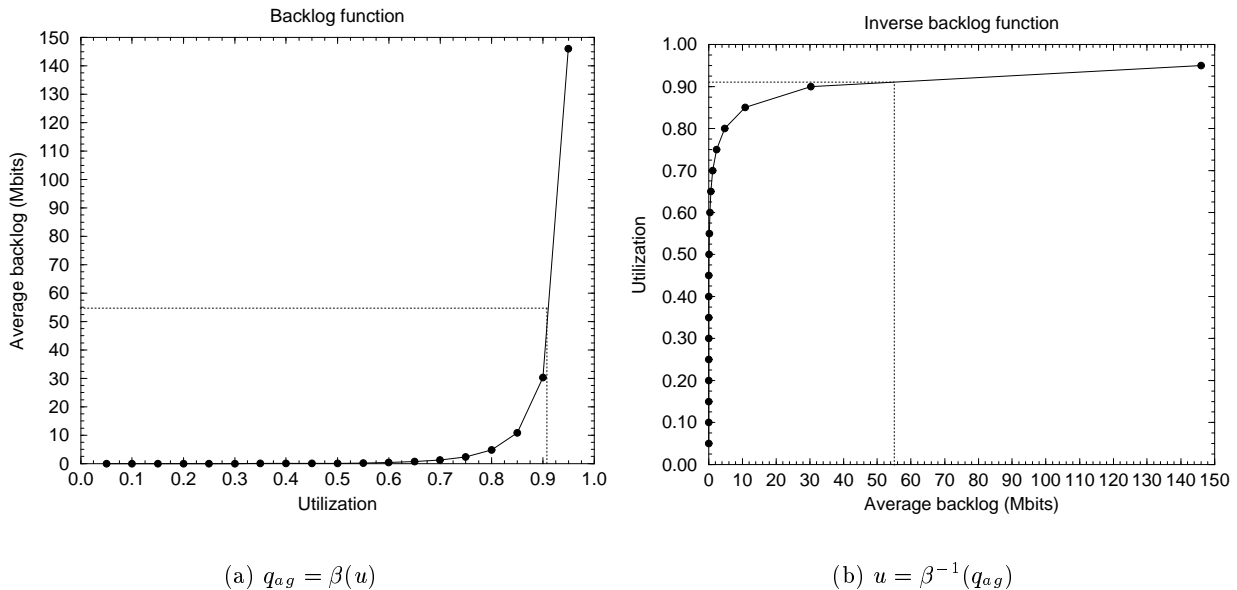 Backlog function
150
140
130
120
110
100
90
80
70
60
50
40
30
20
10
0
Average backlog (Mbits)
0.0 0.1 0.2 0.3 0.4 0.5 0.6 0.7 0.8 0.9 1.0
Utilization
(a) q_{ag} = β(u)
Inverse backlog function
1.00
0.90
0.80
0.70
0.60
0.50
0.40
0.30
0.20
0.10
0.00
Utilization
0 10 20 30 40 50 60 70 80 90 100 110 120 130 140 150
Average backlog (Mbits)
(b) u = β^{-1}(q_{ag})